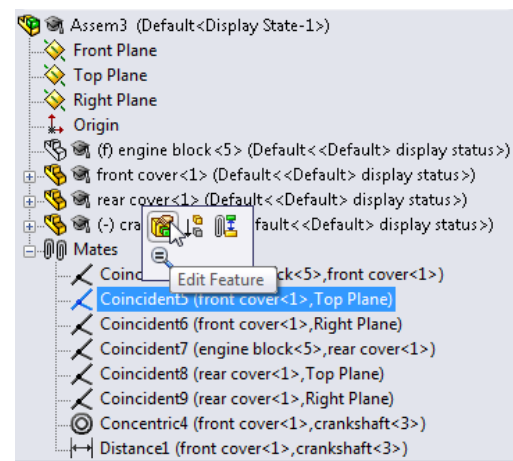 Assem3 (Default<Display State-1>)
Front Plane
Top Plane
Right Plane
Origin
(f) engine block<5> (Default<<Default> display status>)
front cover<1> (Default<<Default> display status>)
rear cover<1> (Default<<Default> display status>)
(-) cra fault<<Default> display status>)
Mates
Coinc ck<5>,front cover<1>)
Edit Feature
Coincident5 (front cover<1>,Top Plane)
Coincident6 (front cover<1>,Right Plane)
Coincident7 (engine block<5>,rear cover<1>)
Coincident8 (rear cover<1>,Top Plane)
Coincident9 (rear cover<1>,Right Plane)
Concentric4 (front cover<1>,crankshaft<3>)
Distance1 (front cover<1>,crankshaft<3>)